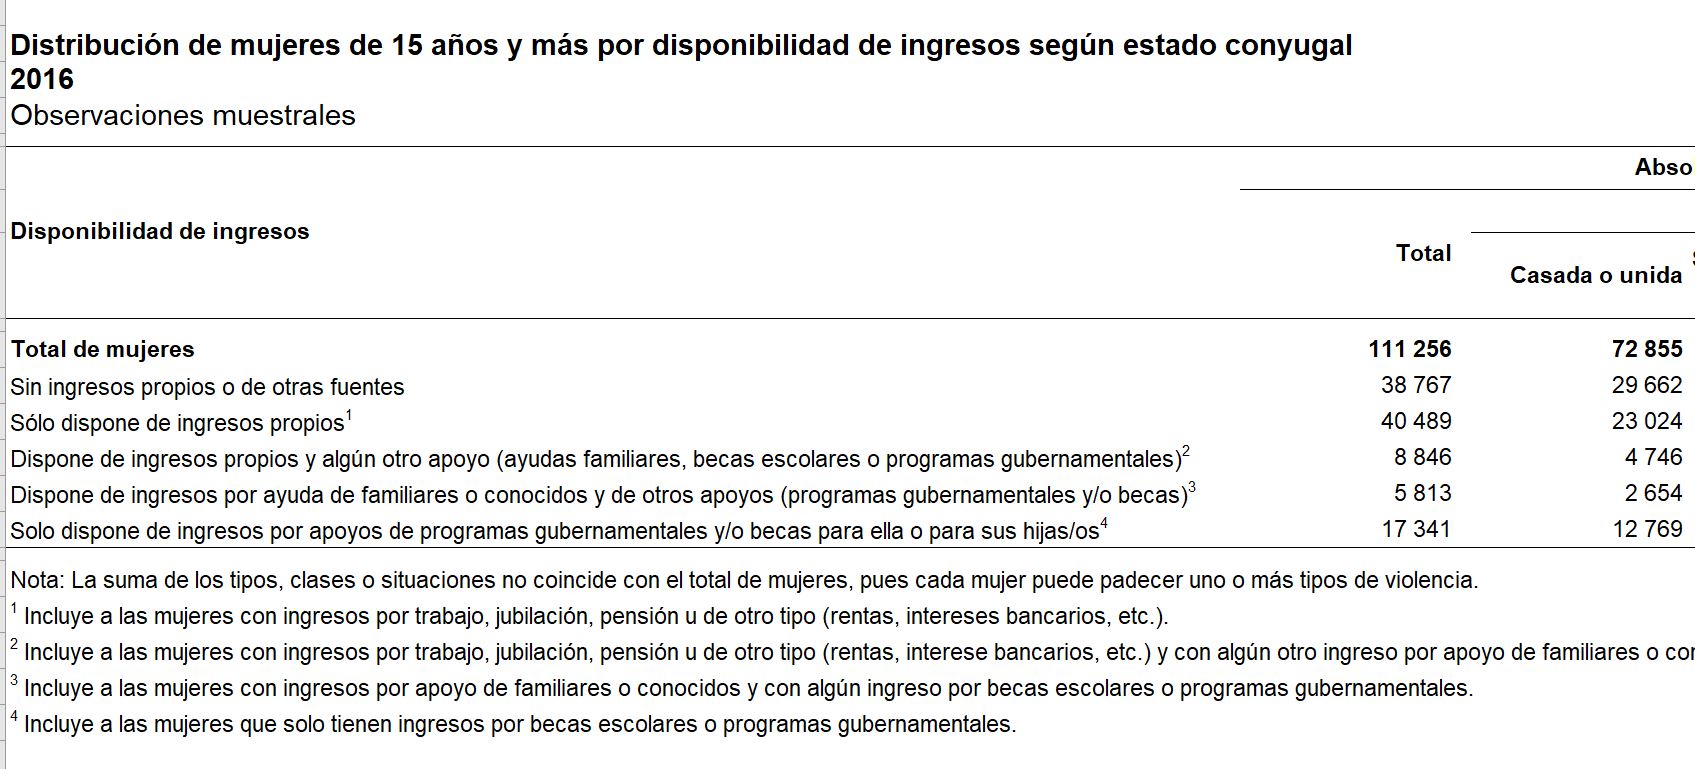 Distribución de mujeres de 15 años y más por disponibilidad de ingresos según estado conyugal
2016
Observaciones muestrales
Abso
Disponibilidad de ingresos
Total
Casada o unida
Total de mujeres 111 256 72 855
Sin ingresos propios o de otras fuentes 38 767 29 662
Sólo dispone de ingresos propios1 40 489 23 024
Dispone de ingresos propios y algún otro apoyo (ayudas familiares, becas escolares o programas gubernamentales)2 8 846 4 746
Dispone de ingresos por ayuda de familiares o conocidos y de otros apoyos (programas gubernamentales y/o becas)3 5 813 2 654
Solo dispone de ingresos por apoyos de programas gubernamentales y/o becas para ella o para sus hijas/os4 17 341 12 769
Nota: La suma de los tipos, clases o situaciones no coincide con el total de mujeres, pues cada mujer puede padecer uno o más tipos de violencia.
1 Incluye a las mujeres con ingresos por trabajo, jubilación, pensión u de otro tipo (rentas, intereses bancarios, etc.).
2 Incluye a las mujeres con ingresos por trabajo, jubilación, pensión u de otro tipo (rentas, interese bancarios, etc.) y con algún otro ingreso por apoyo de familiares o cor
3 Incluye a las mujeres con ingresos por apoyo de familiares o conocidos y con algún ingreso por becas escolares o programas gubernamentales.
4 Incluye a las mujeres que solo tienen ingresos por becas escolares o programas gubernamentales.